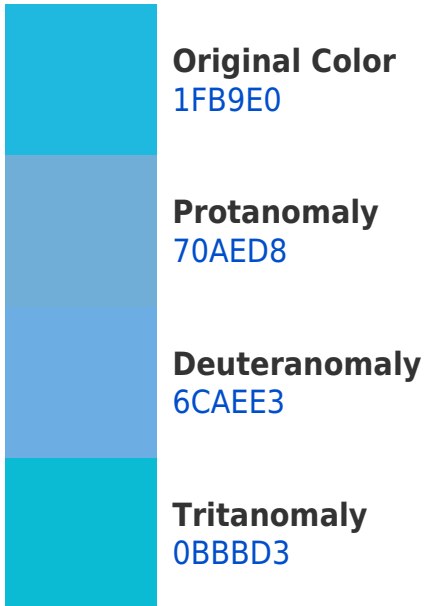 Original Color
1FB9E0
Protanomaly
70AED8
Deuteranomaly
6CAEE3
Tritanomaly
0BBBD3